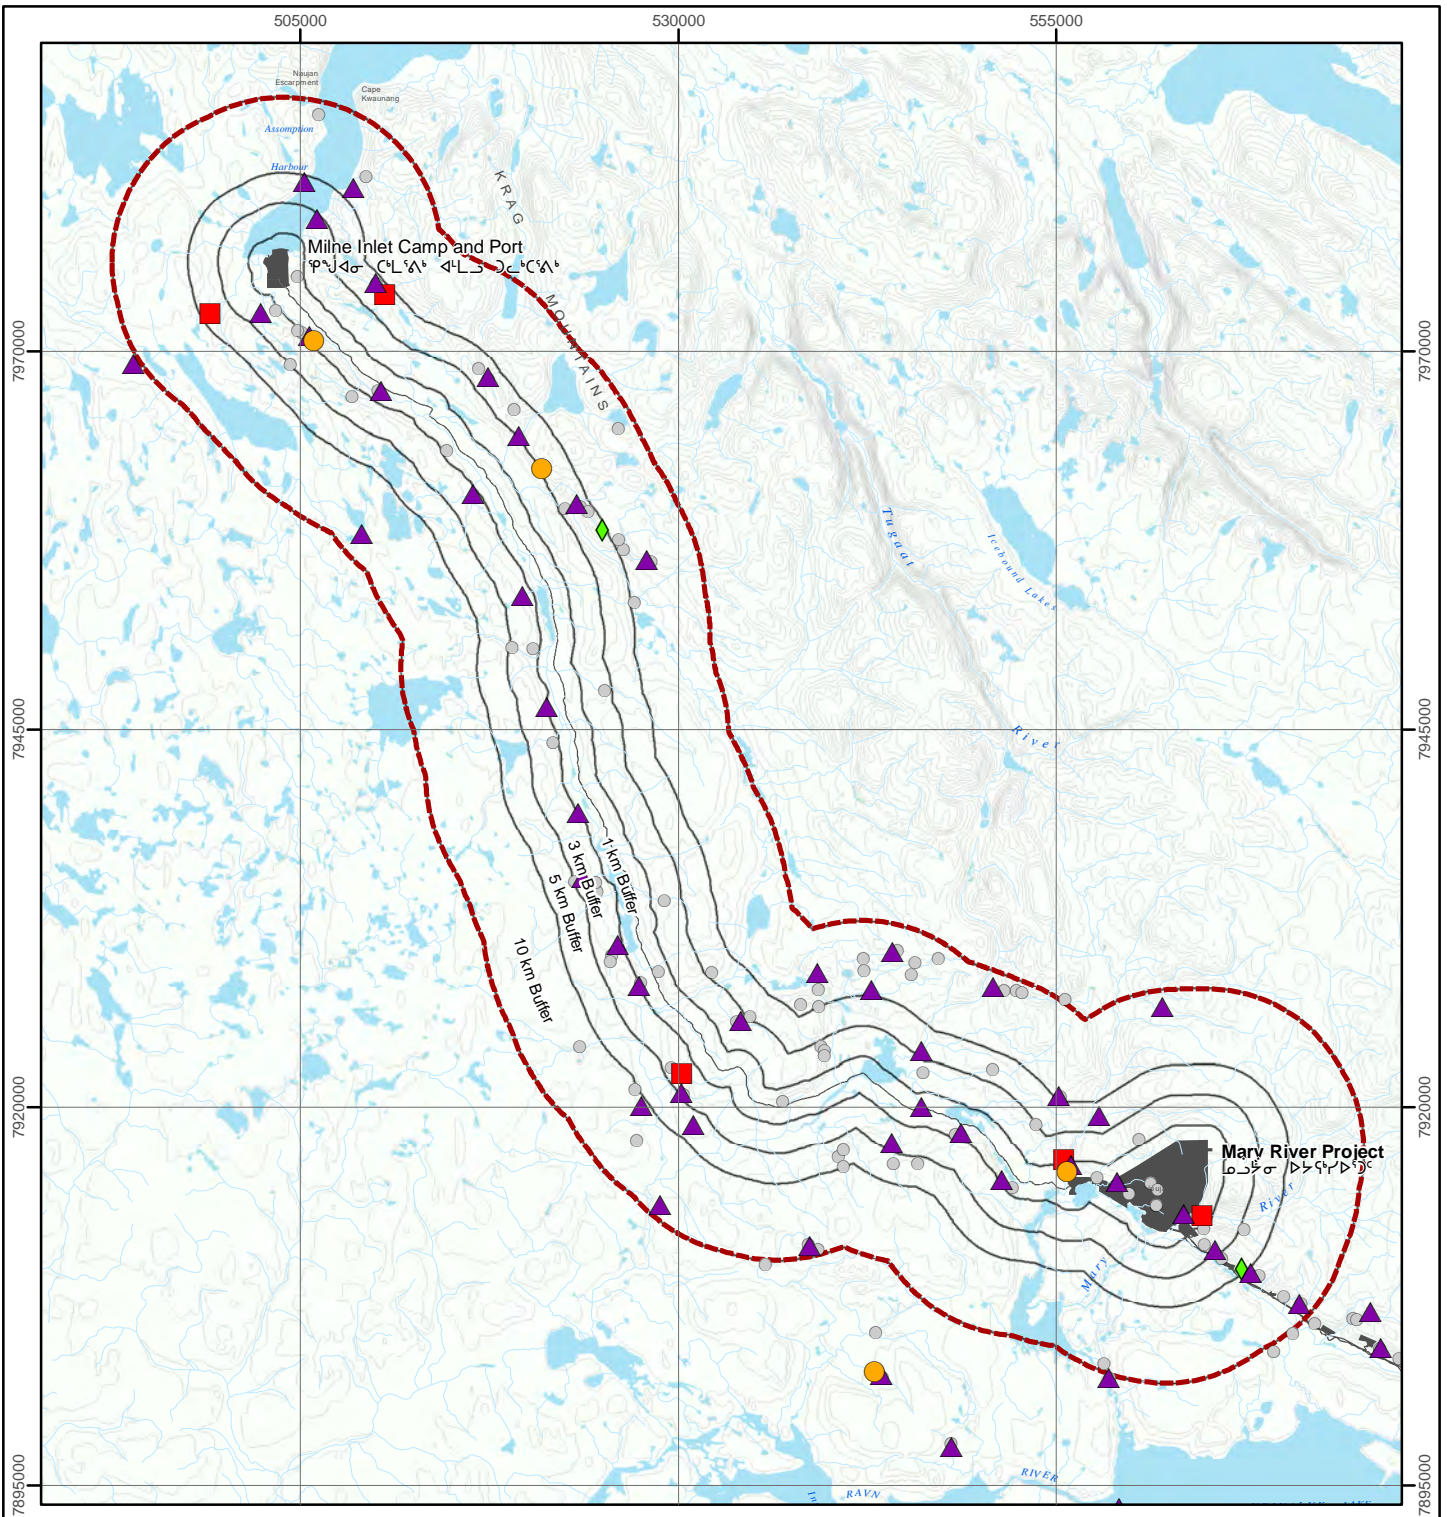 505000
530000
555000
Naujan
Escarpment
Cape
Kwaunang
Assomption
Harbour
KRAG
MOUNTAINS
Milne Inlet Camp and Port
7970000
7970000
Tugaat
Icebound Lakes
River
7945000
7945000
1 km Buffer
3 km Buffer
5 km Buffer
10 km Buffer
7920000
7920000
Mary River Project
River
Mary
RIVER
RAVN
7895000
7895000